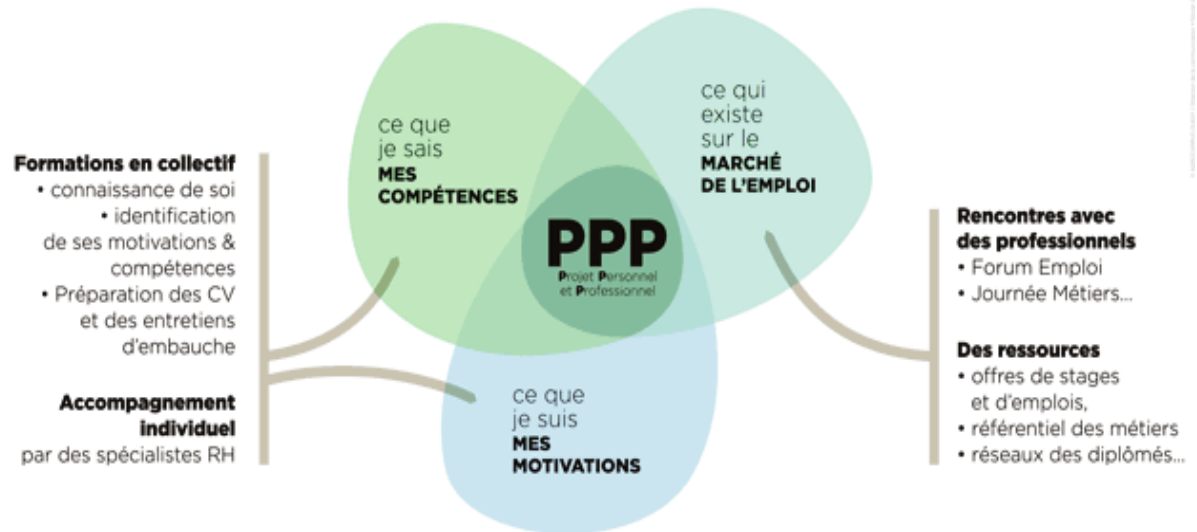 Formations en collectif
• connaissance de soi
• identification
de ses motivations &
compétences
• Préparation des CV
et des entretiens
d'embauche
Accompagnement
individuel
par des spécialistes RH
ce que
je sais
MES
COMPÉTENCES
ce qui
existe
sur le
MARCHÉ
DE L'EMPLOI
PPP
Projet Personnel
et Professionnel
ce que
je suis
MES
MOTIVATIONS
Rencontres avec
des professionnels
• Forum Emploi
• Journée Métiers...
Des ressources
• offres de stages
et d'emplois,
• référentiel des métiers
• réseaux des diplômés...